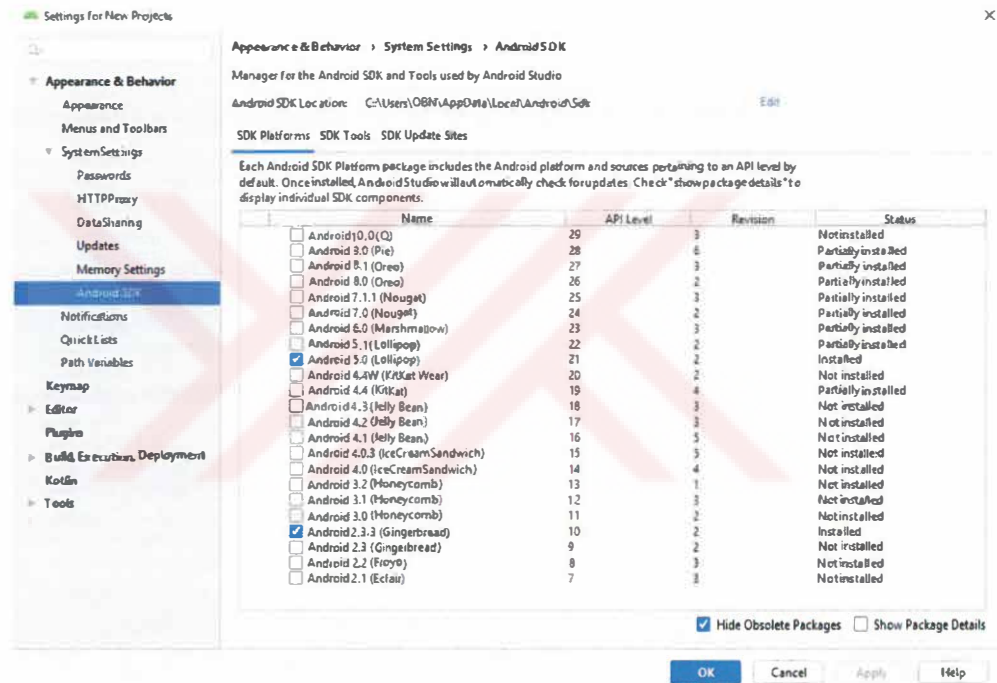 Settings for New Projects
Appearance & Behavior
Appearance
Menus and Toolbars
System Settings
Passwords
HTTP Proxy
Data Sharing
Updates
Memory Settings
Android SDK
Notifications
Quick Lists
Path Variables
Keymap
Editor
Plugins
Build, Execution, Deployment
Kotlin
Tools
Appearance & Behavior › System Settings › Android SDK
Manager for the Android SDK and Tools used by Android Studio
Android SDK Location: C:\Users\OBN\AppData\Local\Android\Sdk Edit
SDK Platforms SDK Tools SDK Update Sites
Each Android SDK Platform package includes the Android platform and sources pertaining to an API level by
default. Once installed, Android Studio will automatically check for updates. Check "show package details" to
display individual SDK components.
Name API Level Revision Status
Android 10.0 (Q) 29 3 Not installed
Android 3.0 (Pie) 28 6 Partially installed
Android 8.1 (Oreo) 27 3 Partially installed
Android 8.0 (Oreo) 26 2 Partially installed
Android 7.1.1 (Nougat) 25 3 Partially installed
Android 7.0 (Nougat) 24 2 Partially installed
Android 6.0 (Marshmallow) 23 3 Partially installed
Android 5.1 (Lollipop) 22 2 Partially installed
Android 5.0 (Lollipop) 21 2 Installed
Android 4.4W (KitKat Wear) 20 2 Not installed
Android 4.4 (KitKat) 19 4 Partially installed
Android 4.3 (Jelly Bean) 18 3 Not installed
Android 4.2 (Jelly Bean) 17 3 Not installed
Android 4.1 (Jelly Bean) 16 5 Not installed
Android 4.0.3 (IceCreamSandwich) 15 5 Not installed
Android 4.0 (IceCreamSandwich) 14 4 Not installed
Android 3.2 (Honeycomb) 13 1 Not installed
Android 3.1 (Honeycomb) 12 3 Not installed
Android 3.0 (Honeycomb) 11 2 Not installed
Android 2.3.3 (Gingerbread) 10 2 Installed
Android 2.3 (Gingerbread) 9 2 Not installed
Android 2.2 (Froyo) 8 3 Not installed
Android 2.1 (Eclair) 7 3 Not installed
Hide Obsolete Packages Show Package Details
OK Cancel Apply Help